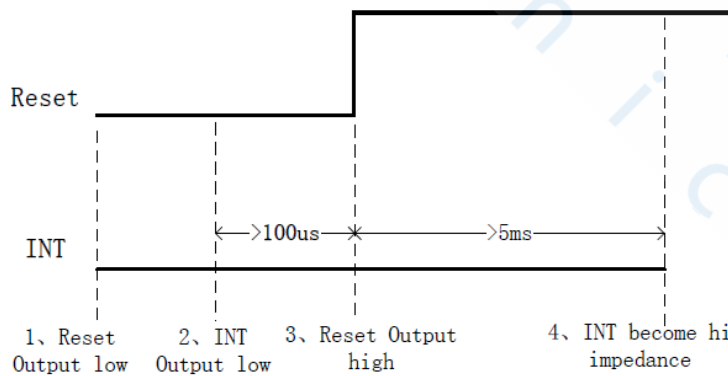 Reset
>100us
>5ms
INT
1、Reset
Output low
2、INT
Output low
3、Reset Output
high
4、INT become hi
impedance